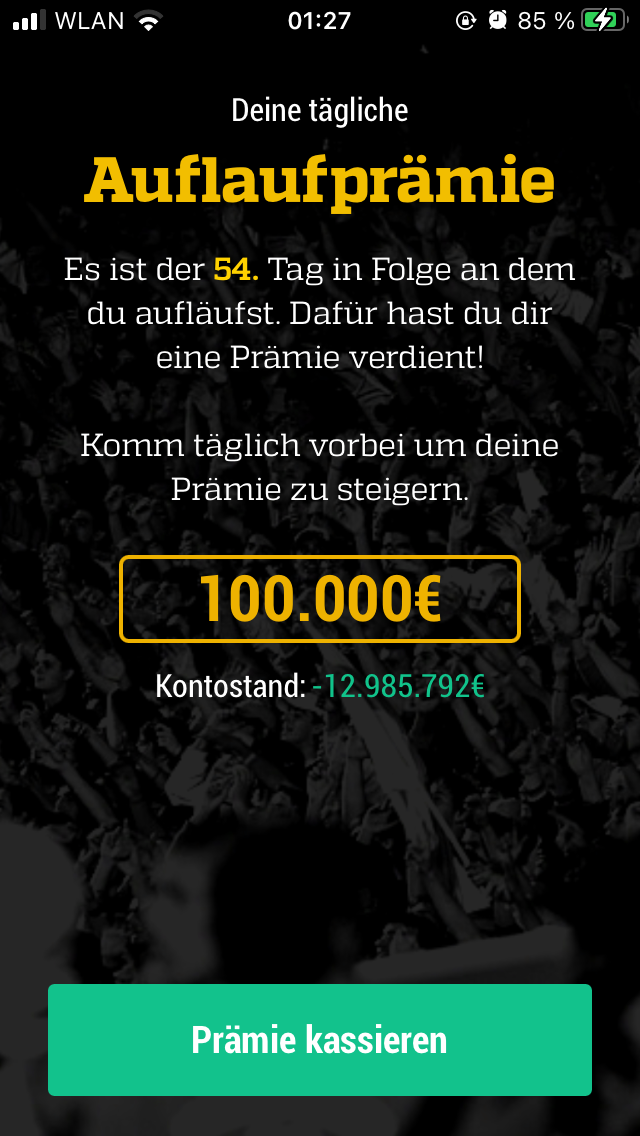 WLAN 01:27 85 %
Deine tägliche
Auflaufprämie
Es ist der 54. Tag in Folge an dem
du aufläufst. Dafür hast du dir
eine Prämie verdient!
Komm täglich vorbei um deine
Prämie zu steigern.
100.000€
Kontostand: -12.985.792€
Prämie kassieren